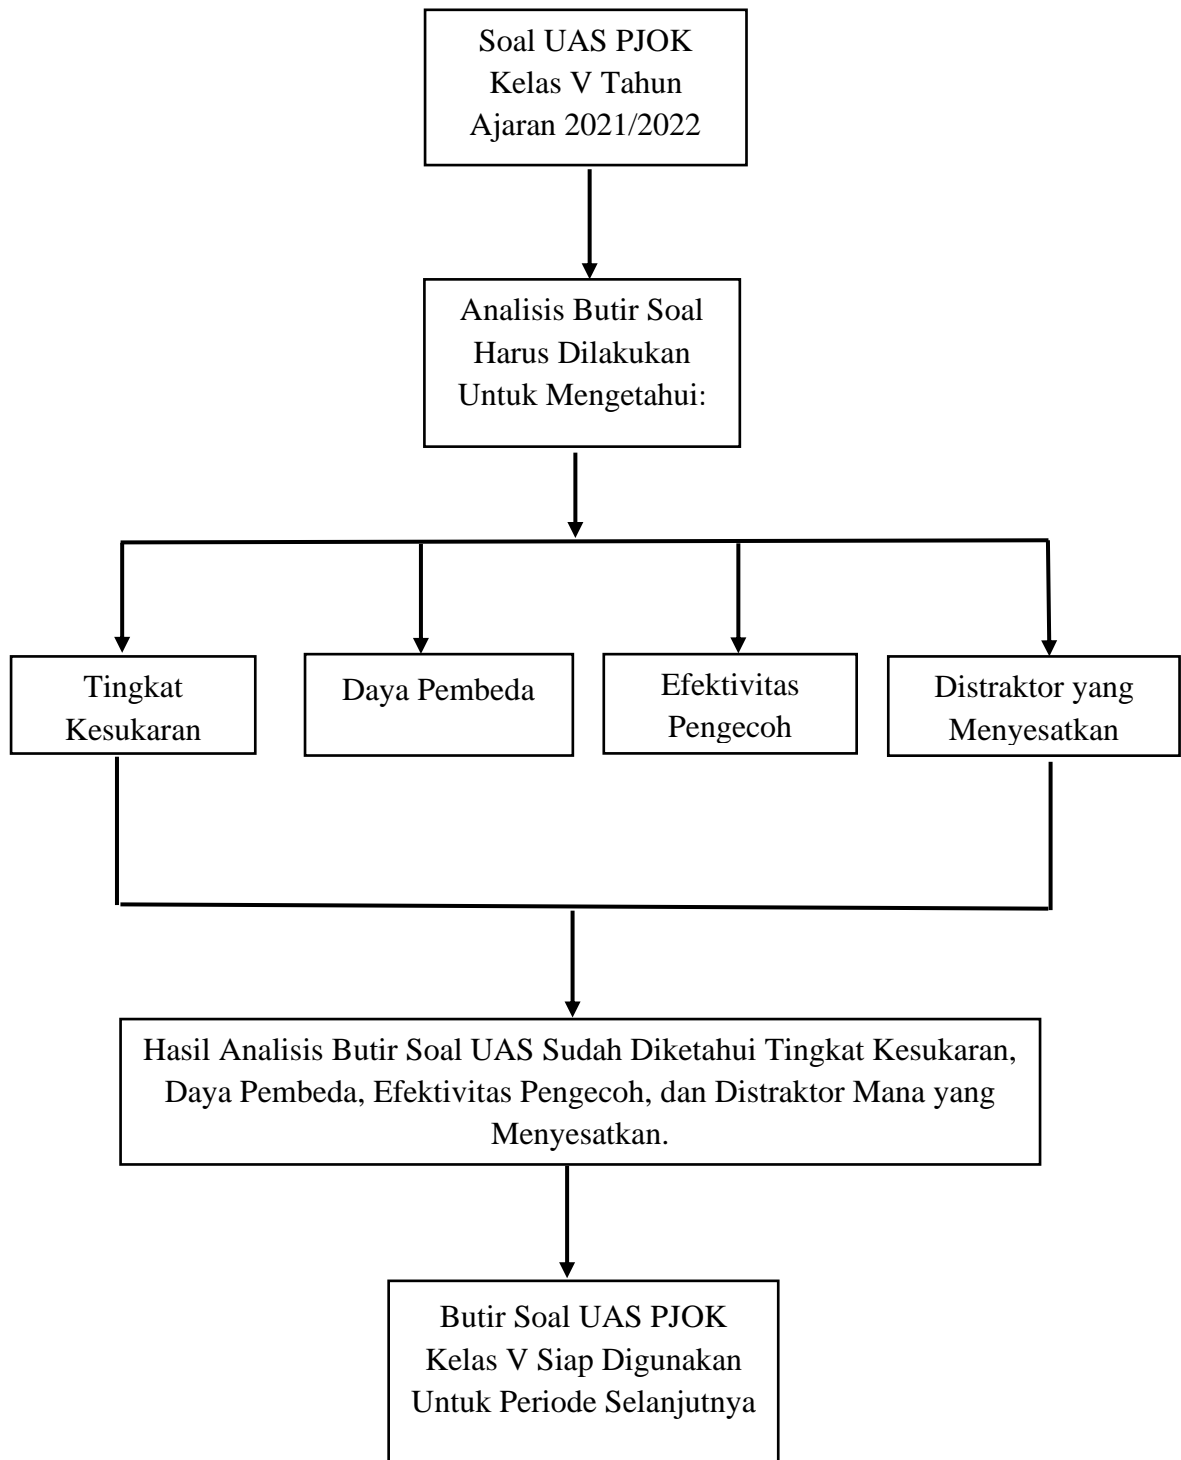 Soal UAS PJOK
Kelas V Tahun
Ajaran 2021/2022
Analisis Butir Soal
Harus Dilakukan
Untuk Mengetahui:
Tingkat
Kesukaran
Daya Pembeda
Efektivitas
Pengecoh
Distraktor yang
Menyesatkan
Hasil Analisis Butir Soal UAS Sudah Diketahui Tingkat Kesukaran,
Daya Pembeda, Efektivitas Pengecoh, dan Distraktor Mana yang
Menyesatkan.
Butir Soal UAS PJOK
Kelas V Siap Digunakan
Untuk Periode Selanjutnya